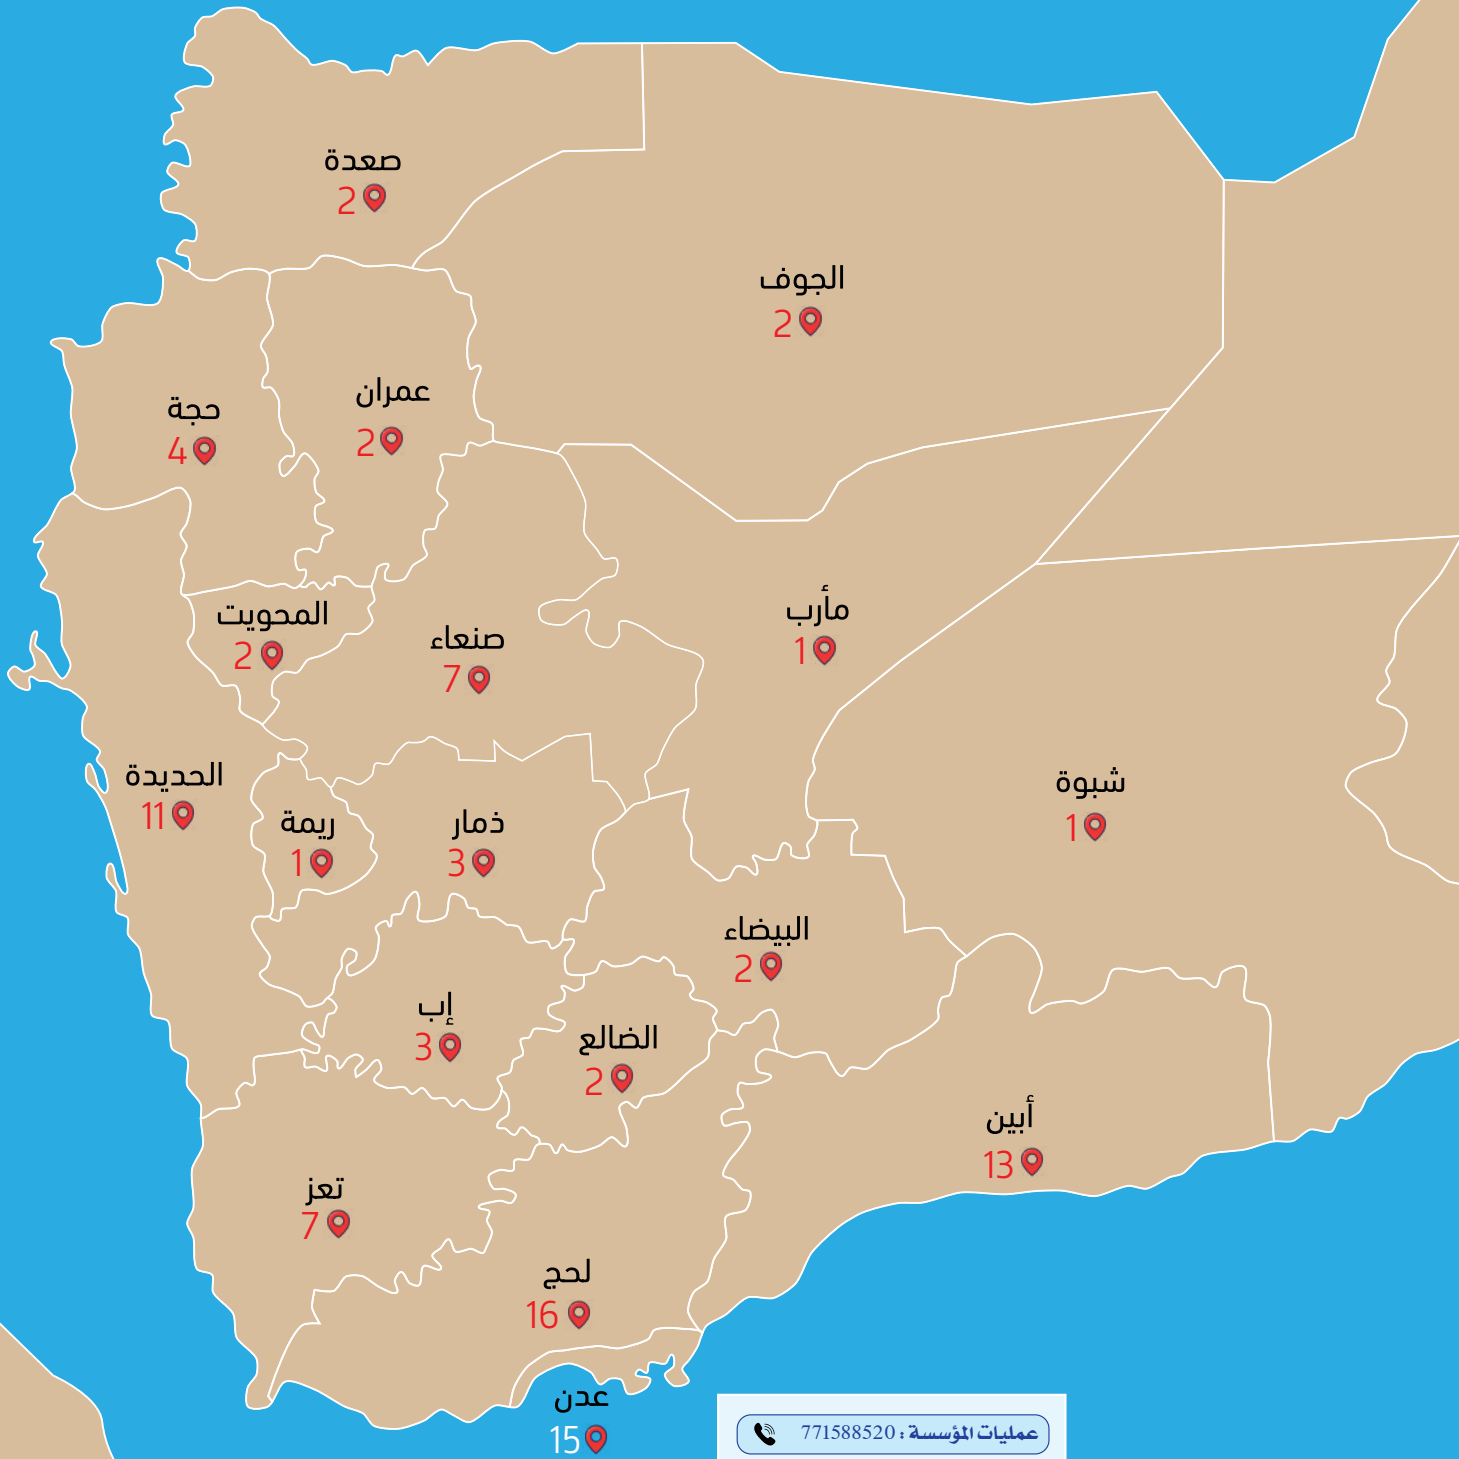 صعدة
2
الجوف
2
عمران
2
حجة
4
المحويت
2
صنعاء
7
مأرب
1
شبوة
1
الحديدة
11
ريمة
1
ذمار
3
البيضاء
2
إب
3
الضالع
2
أبين
13
تعز
7
لحج
16
عدن
15
عمليات المؤسسة : 771588520